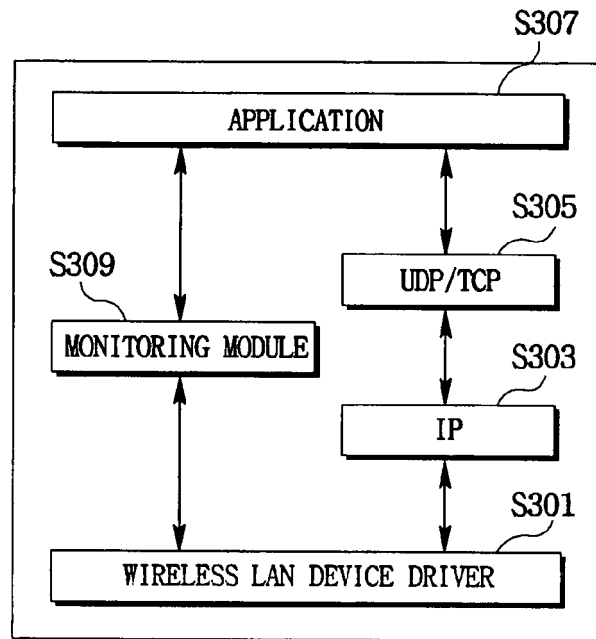 S307
APPLICATION
S305
UDP/TCP
S309
MONITORING MODULE
S303
IP
S301
WIRELESS LAN DEVICE DRIVER